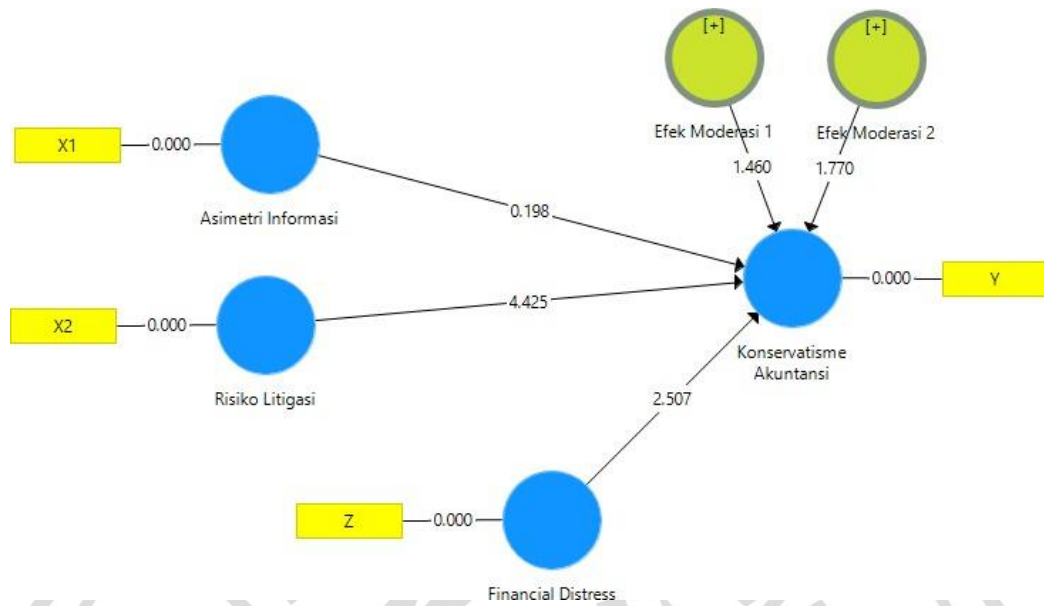 [+]
[+]
Efek Moderasi 1
Efek Moderasi 2
X1
0.000
Asimetri Informasi
1.460
1.770
0.198
X2
0.000
Risiko Litigasi
4.425
0.000
Y
Konservatisme
Akuntansi
2.507
Z
0.000
Financial Distress